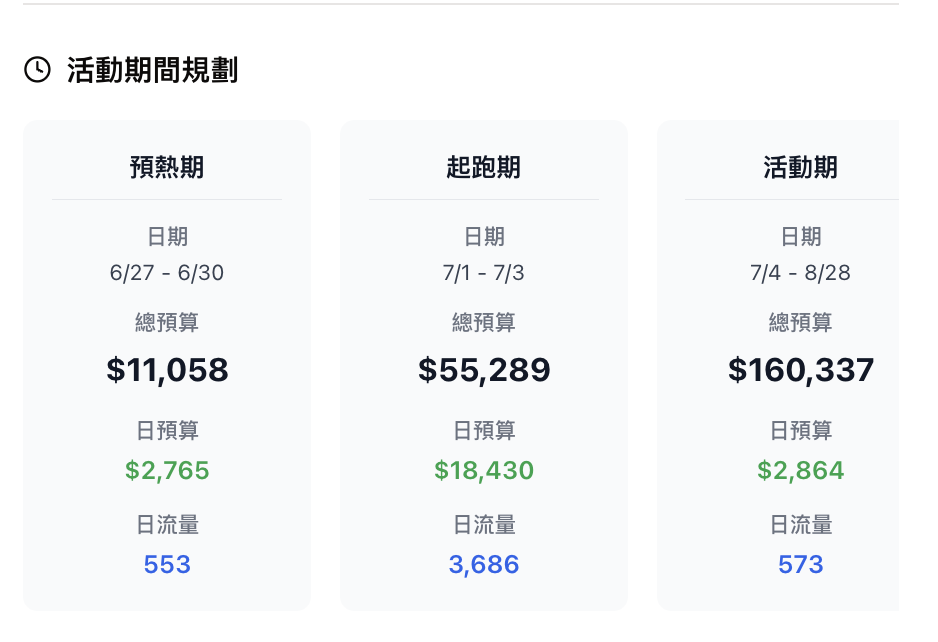 活動期間規劃
預熱期
日期
6/27 - 6/30
總預算
$11,058
日預算
$2,765
日流量
553
起跑期
日期
7/1 - 7/3
總預算
$55,289
日預算
$18,430
日流量
3,686
活動期
日期
7/4 - 8/28
總預算
$160,337
日預算
$2,864
日流量
573